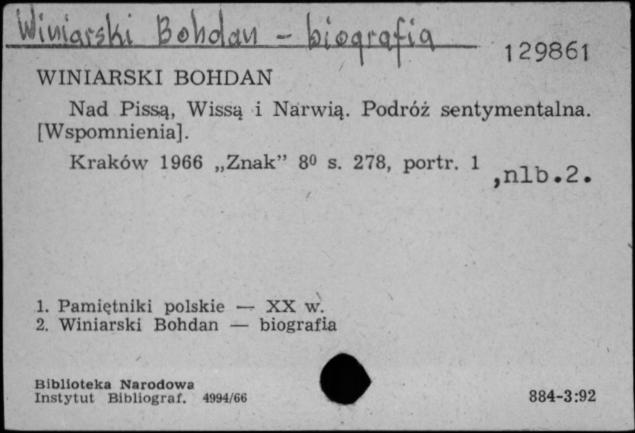 Winiarski Bohdan - biografia
129861
WINIARSKI BOHDAN
Nad Pissą, Wissą i Narwią. Podróż sentymentalna.
[Wspomnienia].
Kraków 1966 „Znak” 8⁰ s. 278, portr. 1 ,nlb.2.
1. Pamiętniki polskie — XX w.
2. Winiarski Bohdan — biografia
Biblioteka Narodowa
Instytut Bibliograf. 4994/66
884-3:92